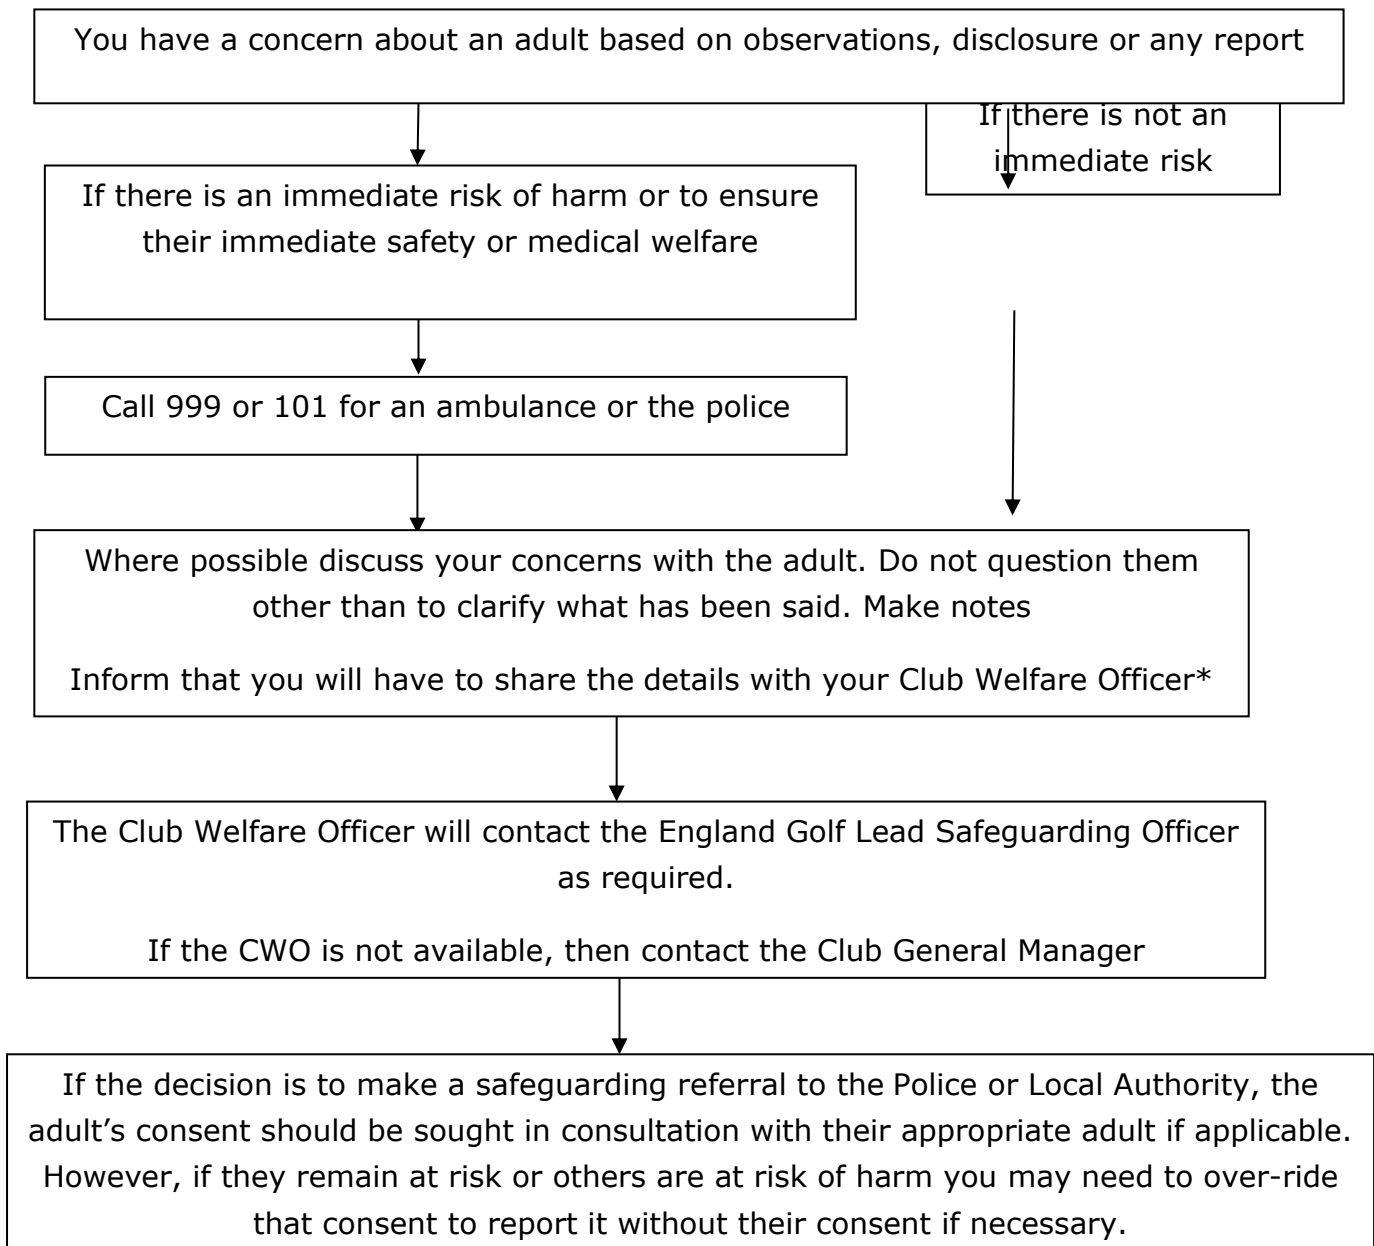 You have a concern about an adult based on observations, disclosure or any report
If there is not an
immediate risk
If there is an immediate risk of harm or to ensure
their immediate safety or medical welfare
Call 999 or 101 for an ambulance or the police
Where possible discuss your concerns with the adult. Do not question them
other than to clarify what has been said. Make notes
Inform that you will have to share the details with your Club Welfare Officer*
The Club Welfare Officer will contact the England Golf Lead Safeguarding Officer
as required.
If the CWO is not available, then contact the Club General Manager
If the decision is to make a safeguarding referral to the Police or Local Authority, the
adult’s consent should be sought in consultation with their appropriate adult if applicable.
However, if they remain at risk or others are at risk of harm you may need to over-ride
that consent to report it without their consent if necessary.